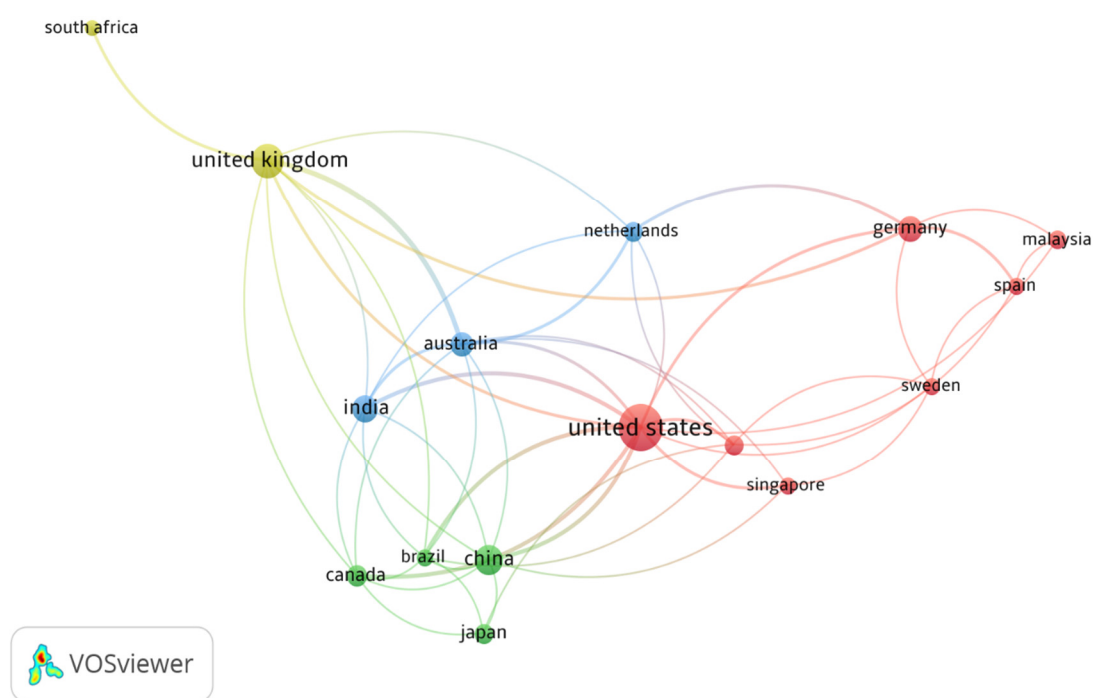 south africa
united kingdom
netherlands
germany
malaysia
spain
australia
sweden
india
united states
singapore
brazil
china
canada
japan
VOSviewer